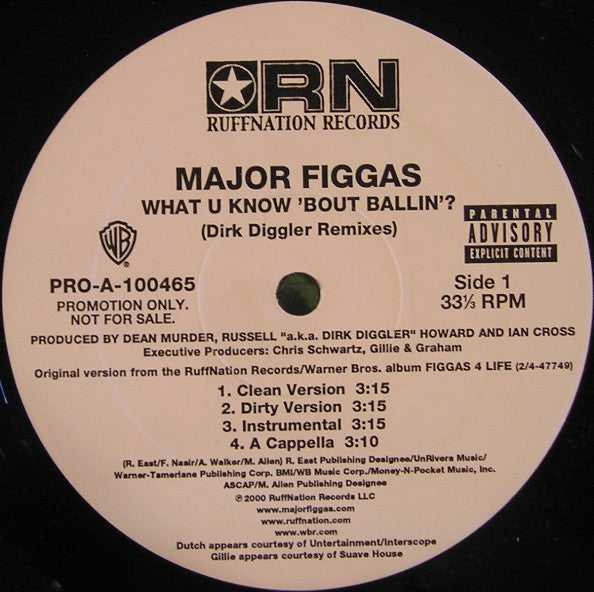 RN
RUFFNATION RECORDS
MAJOR FIGGAS
WHAT U KNOW 'BOUT BALLIN'?
(Dirk Diggler Remixes)
WB
PARENTAL
ADVISORY
EXPLICIT CONTENT
PRO-A-100465
PROMOTION ONLY.
NOT FOR SALE.
Side 1
33⅓ RPM
PRODUCED BY DEAN MURDER, RUSSELL "a.k.a. DIRK DIGGLER" HOWARD AND IAN CROSS
Executive Producers: Chris Schwartz, Gillie & Graham
Original version from the RuffNation Records/Warner Bros. album FIGGAS 4 LIFE (2/4-47749)
1. Clean Version 3:15
2. Dirty Version 3:15
3. Instrumental 3:15
4. A Cappella 3:10
(R. East/F. Nasir/A. Walker/M. Allen) R. East Publishing Designee/UnRivera Music/
Warner-Tamerlane Publishing Corp. BMI/WB Music Corp./Money-N-Pocket Music, Inc.
ASCAP/M. Allen Publishing Designee
℗ 2000 RuffNation Records LLC
www.majorfiggas.com
www.ruffnation.com
www.wbr.com
Dutch appears courtesy of Untertainment/Interscope
Gillie appears courtesy of Suave House